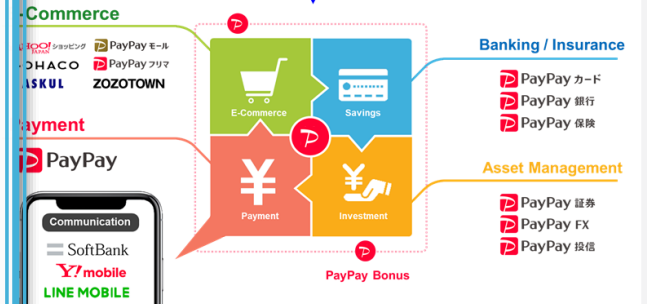 -Commerce
HOO! ショッピング
JAPAN
PayPay モール
OHACO
PayPay フリマ
ASKUL
ZOZOTOWN
ayment
PayPay
Communication
SoftBank
Y!mobile
LINE MOBILE
E-Commerce
Savings
Payment
Investment
¥
¥
PayPay Bonus
Banking / Insurance
PayPay カード
PayPay 銀行
PayPay 保険
Asset Management
PayPay 証券
PayPay FX
PayPay 投信